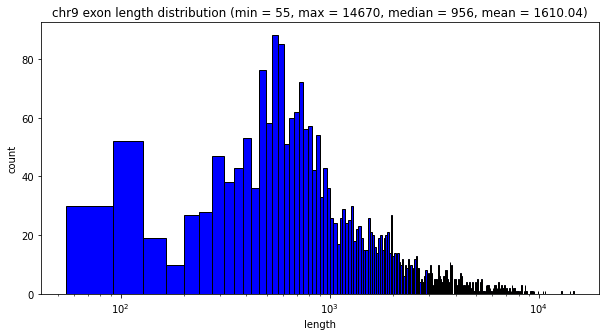 chr9 exon length distribution (min = 55, max = 14670, median = 956, mean = 1610.04)
count
80
60
40
20
0
10² 10³ 10⁴
length